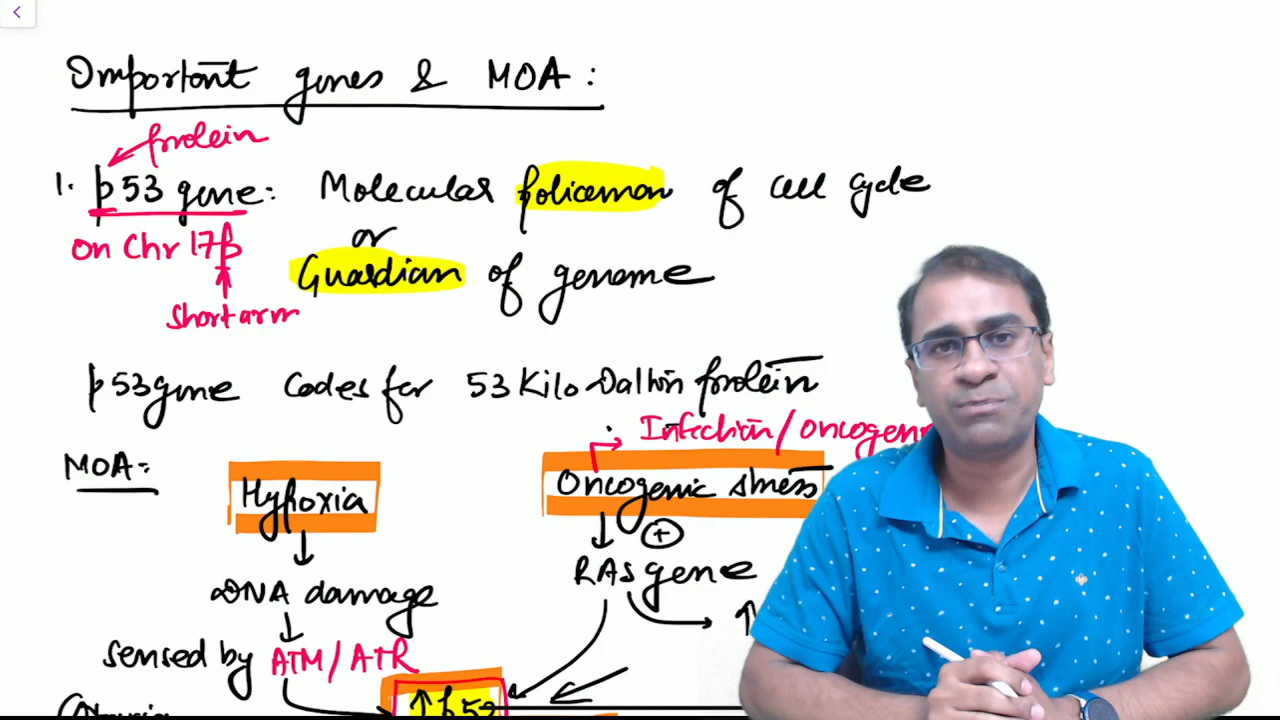 Important genes & MOA:
protein
1. p53 gene: Molecular policeman of cell cycle
on Chr 17p or
Guardian of genome
short arm
p53 gene Codes for 53 Kilo Dalton protein
Infection/oncogen
MOA:
Hypoxia Oncogenic stress
+
DNA damage RAS gene
sensed by ATM/ATR
↑p53